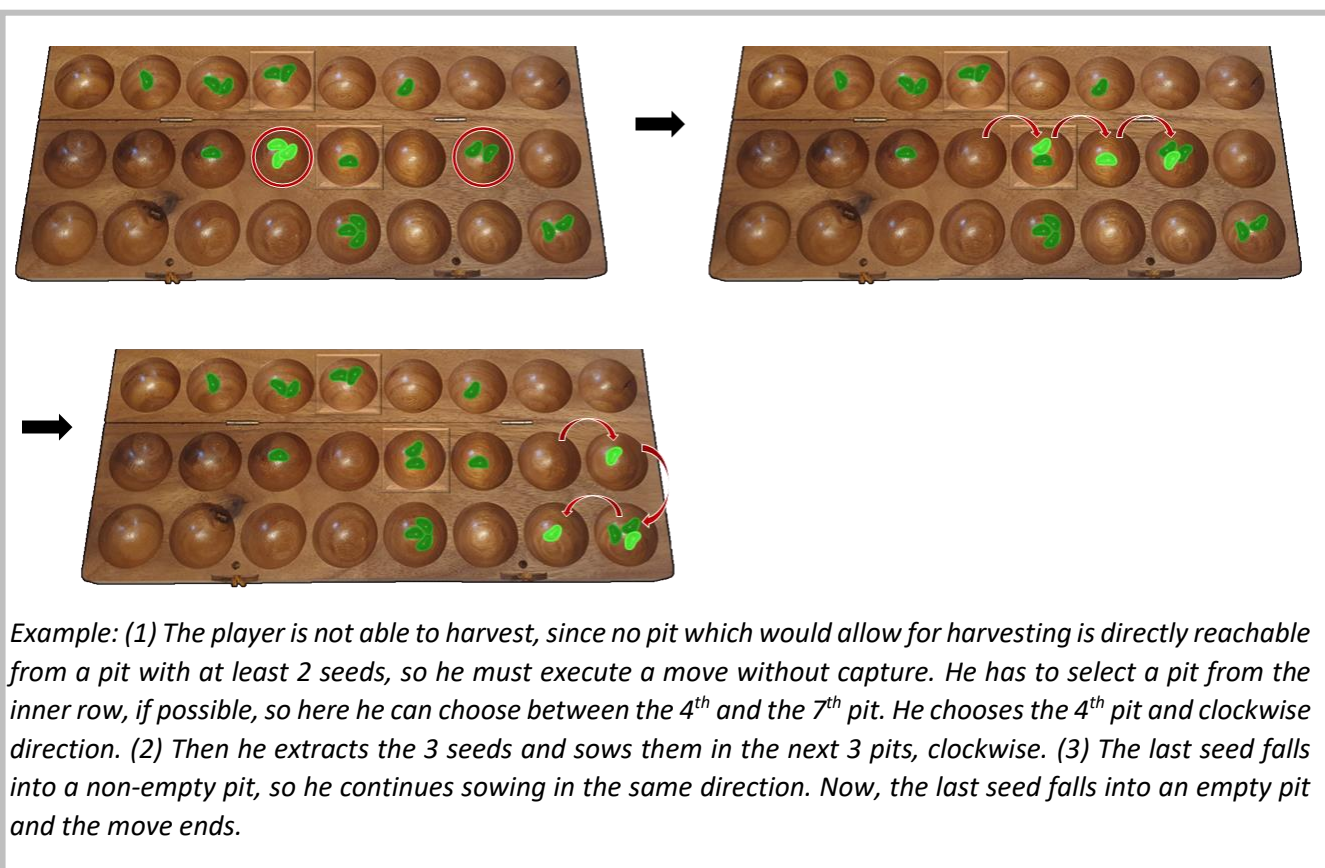 Example: (1) The player is not able to harvest, since no pit which would allow for harvesting is directly reachable
from a pit with at least 2 seeds, so he must execute a move without capture. He has to select a pit from the
inner row, if possible, so here he can choose between the 4th and the 7th pit. He chooses the 4th pit and clockwise
direction. (2) Then he extracts the 3 seeds and sows them in the next 3 pits, clockwise. (3) The last seed falls
into a non-empty pit, so he continues sowing in the same direction. Now, the last seed falls into an empty pit
and the move ends.